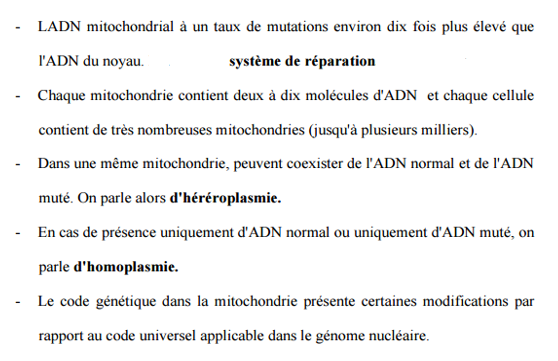 - LADN mitochondrial à un taux de mutations environ dix fois plus élevé que
l'ADN du noyau. système de réparation
- Chaque mitochondrie contient deux à dix molécules d'ADN et chaque cellule
contient de très nombreuses mitochondries (jusqu'à plusieurs milliers).
- Dans une même mitochondrie, peuvent coexister de l'ADN normal et de l'ADN
muté. On parle alors d'héréroplasmie.
- En cas de présence uniquement d'ADN normal ou uniquement d'ADN muté, on
parle d'homoplasmie.
- Le code génétique dans la mitochondrie présente certaines modifications par
rapport au code universel applicable dans le génome nucléaire.